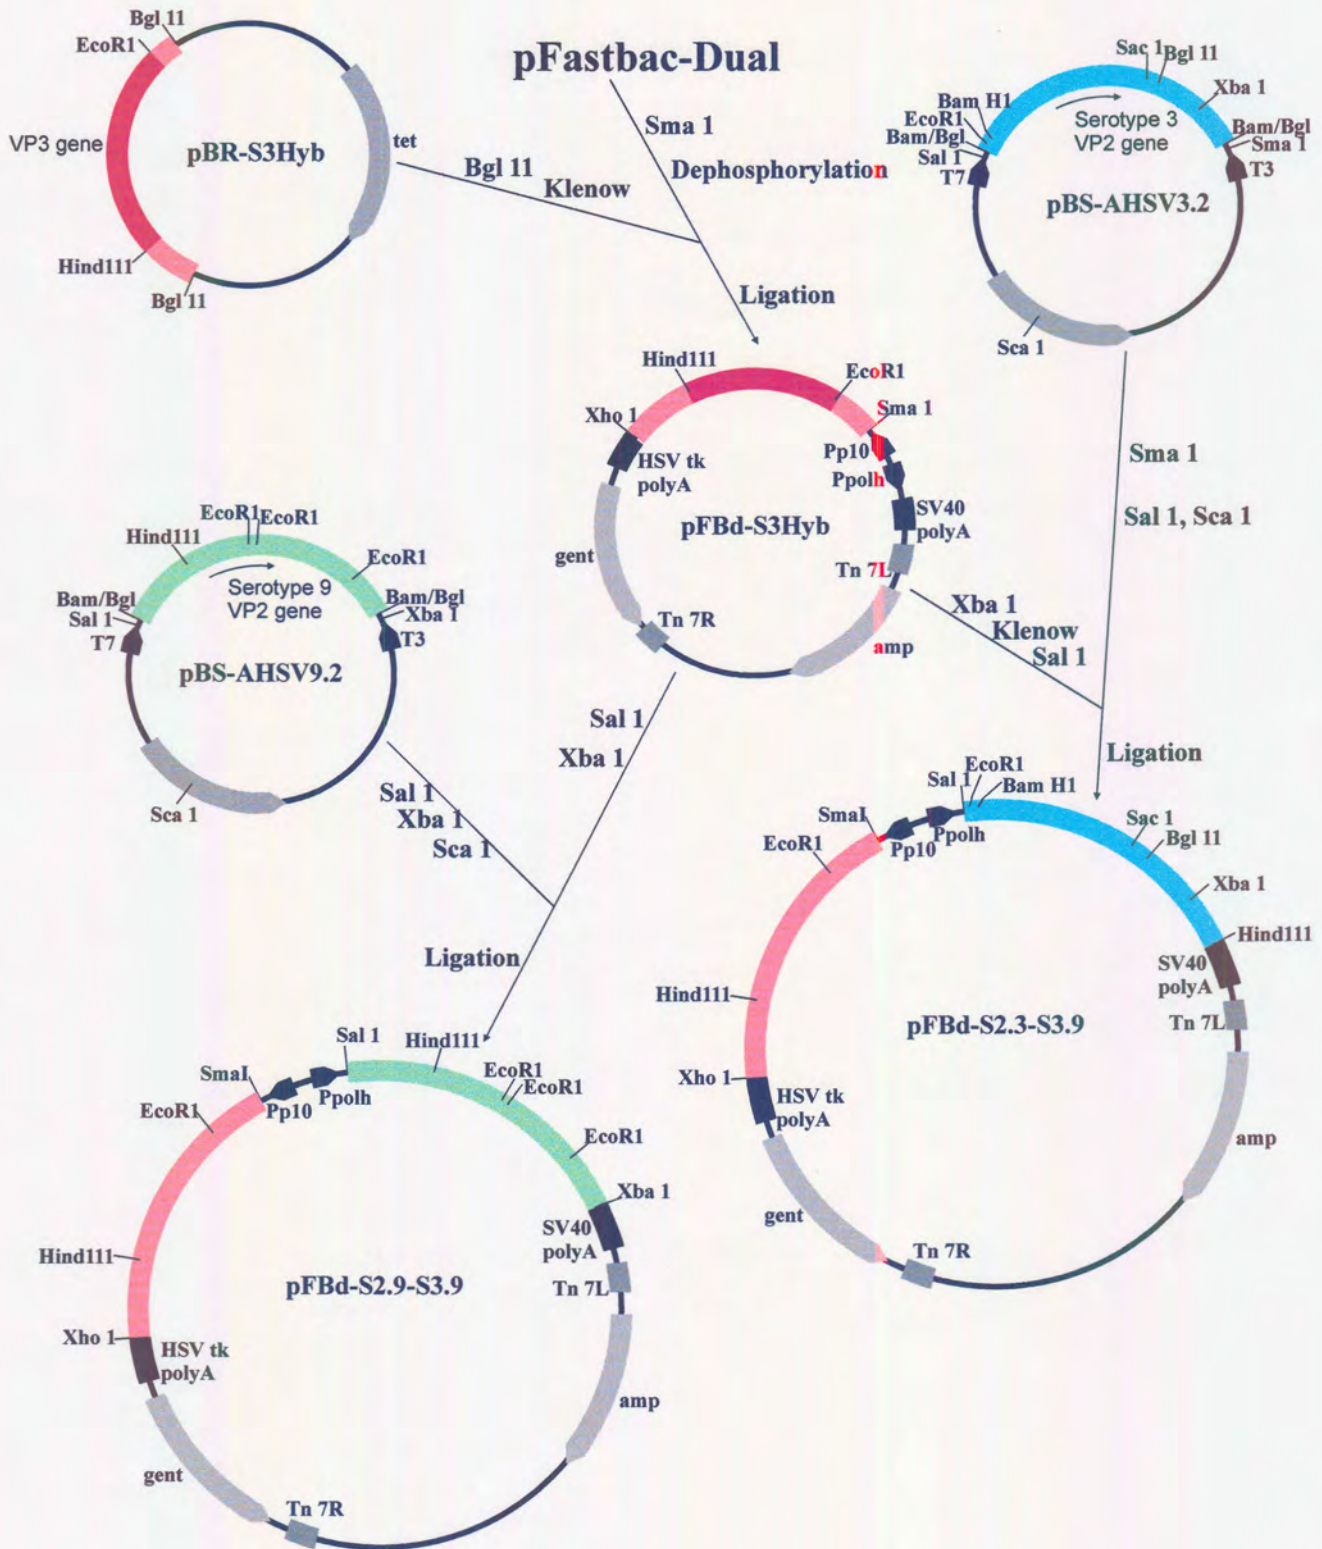 Bgl 11
EcoR1
VP3 gene
pBR-S3Hyb
tet
Hind111
Bgl 11
pFastbac-Dual
Sma 1
Dephosphorylation
Bgl 11
Klenow
Ligation
Sac 1
Bgl 11
Xba 1
Bam H1
EcoR1
Bam/Bgl
Sal 1
T7
Serotype 3
VP2 gene
Bam/Bgl
Sma 1
T3
pBS-AHSV3.2
Sca 1
Hind111
EcoR1
Xho 1
Sma 1
HSV tk
polyA
Pp10
Ppolh
SV40
polyA
pFBd-S3Hyb
gent
Tn 7L
Tn 7R
amp
Sma 1
Sal 1, Sca 1
Xba 1
Klenow
Sal 1
Ligation
EcoR1
EcoR1
Hind111
EcoR1
Serotype 9
VP2 gene
Bam/Bgl
Sal 1
T7
Bam/Bgl
Xba 1
T3
pBS-AHSV9.2
Sca 1
Sal 1
Xba 1
Sal 1
Xba 1
Sca 1
Ligation
Sal 1
EcoR1
Bam H1
SmaI
Pp10
Ppolh
EcoR1
Sac 1
Bgl 11
Xba 1
Hind111
SV40
polyA
Hind111
pFBd-S2.3-S3.9
Tn 7L
Xho 1
HSV tk
polyA
amp
gent
Tn 7R
Sal 1
Hind111
EcoR1
EcoR1
SmaI
Pp10
Ppolh
EcoR1
EcoR1
Xba 1
SV40
polyA
Hind111
pFBd-S2.9-S3.9
Tn 7L
Xho 1
HSV tk
polyA
amp
gent
Tn 7R